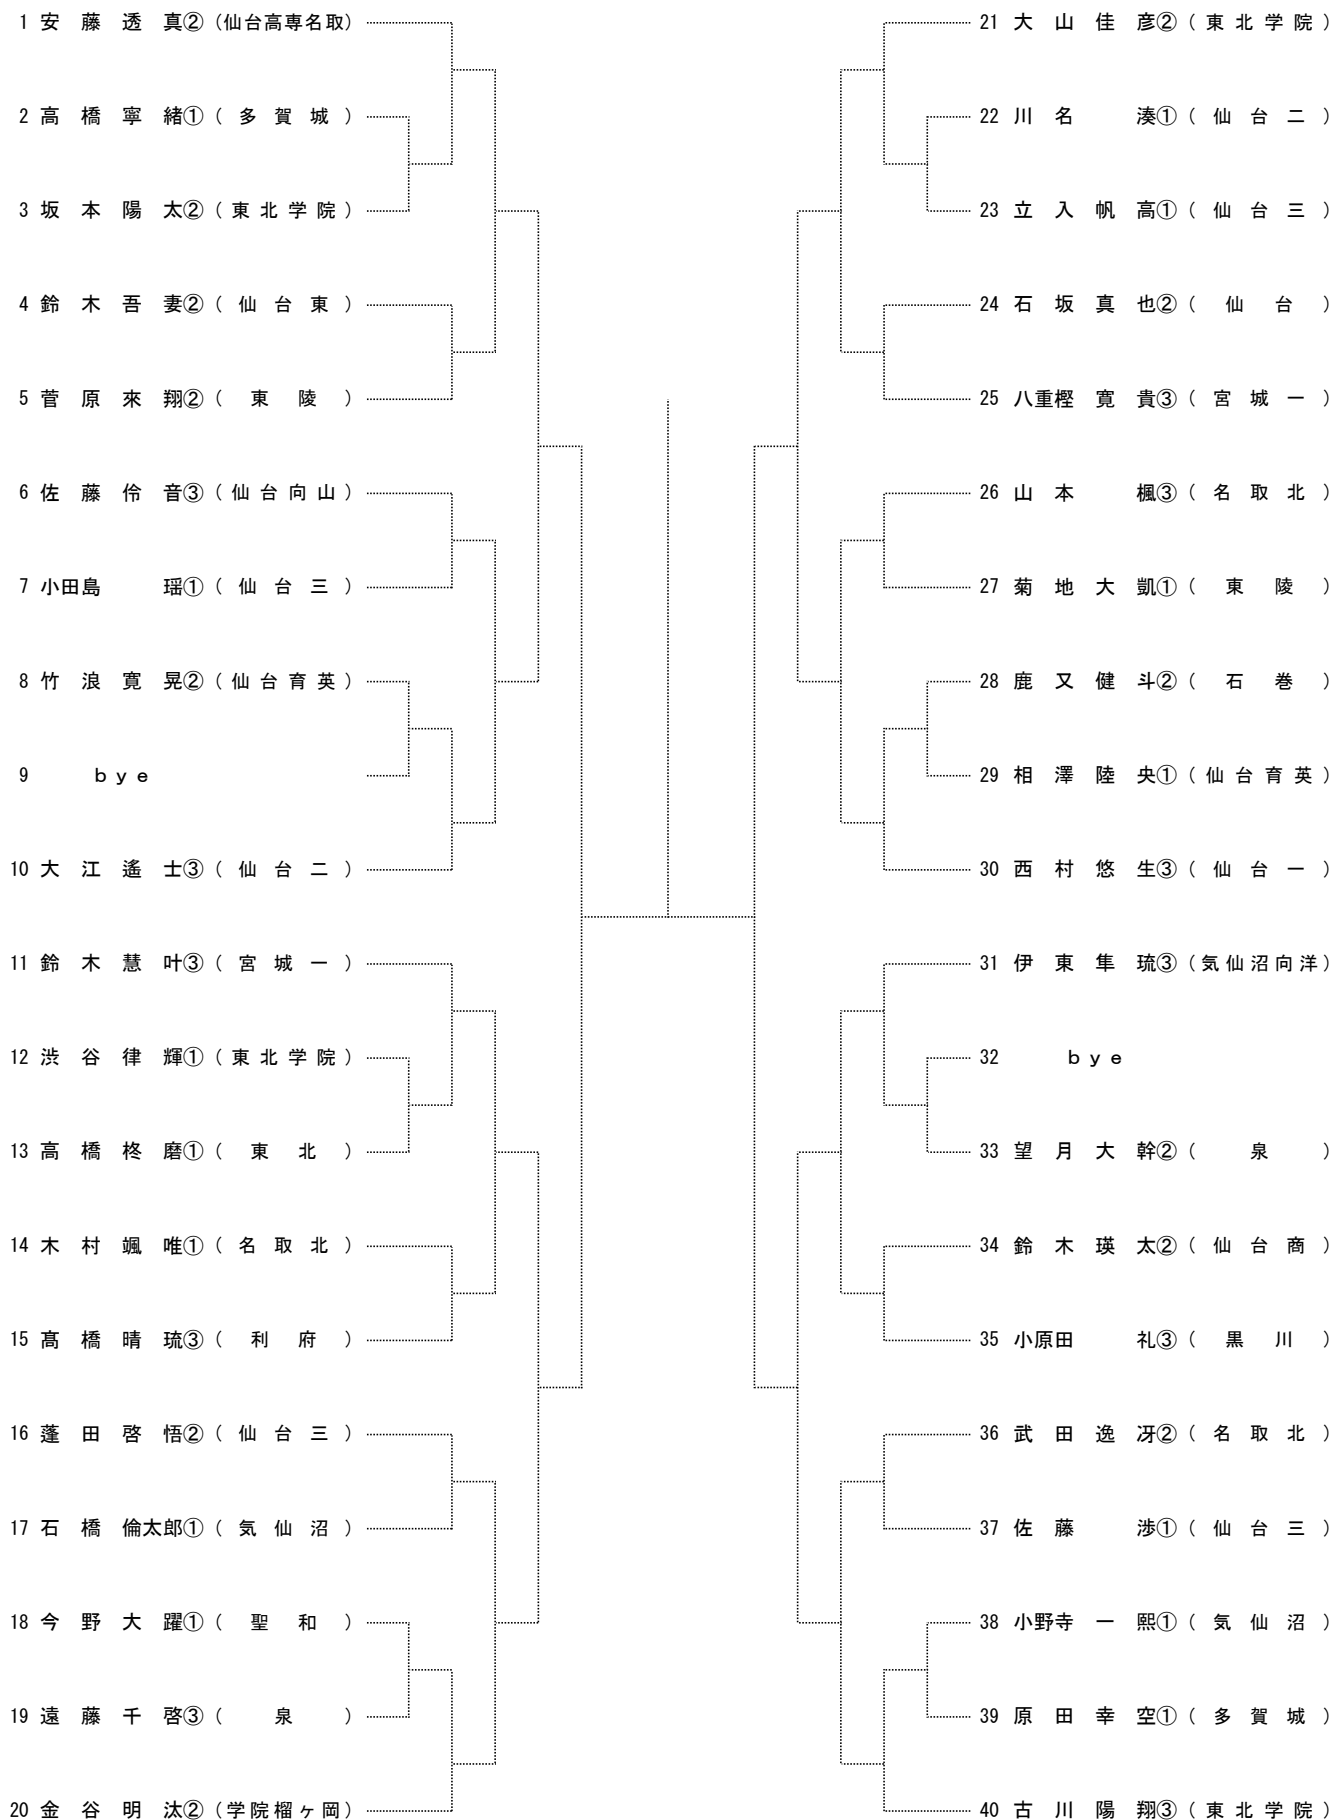 1 安藤透真② (仙台高専名取)
2 高橋寧緒① (多賀城)
3 坂本陽太② (東北学院)
4 鈴木吾妻② (仙台東)
5 菅原來翔② (東陵)
6 佐藤伶音③ (仙台向山)
7 小田島瑶① (仙台三)
8 竹浪寛晃② (仙台育英)
9 bye
10 大江遙士③ (仙台二)
11 鈴木慧叶③ (宮城一)
12 渋谷律輝① (東北学院)
13 高橋柊磨① (東北)
14 木村颯唯① (名取北)
15 髙橋晴琉③ (利府)
16 蓬田啓悟② (仙台三)
17 石橋倫太郎① (気仙沼)
18 今野大躍① (聖和)
19 遠藤千啓③ (泉)
20 金谷明汰② (学院榴ヶ岡)
21 大山佳彦② (東北学院)
22 川名湊① (仙台二)
23 立入帆高① (仙台三)
24 石坂真也② (仙台)
25 八重樫寛貴③ (宮城一)
26 山本楓③ (名取北)
27 菊地大凱① (東陵)
28 鹿又健斗② (石巻)
29 相澤陸央① (仙台育英)
30 西村悠生③ (仙台一)
31 伊東隼琉③ (気仙沼向洋)
32 bye
33 望月大幹② (泉)
34 鈴木瑛太② (仙台商)
35 小原田礼③ (黒川)
36 武田逸冴② (名取北)
37 佐藤渉① (仙台三)
38 小野寺一熙① (気仙沼)
39 原田幸空① (多賀城)
40 古川陽翔③ (東北学院)